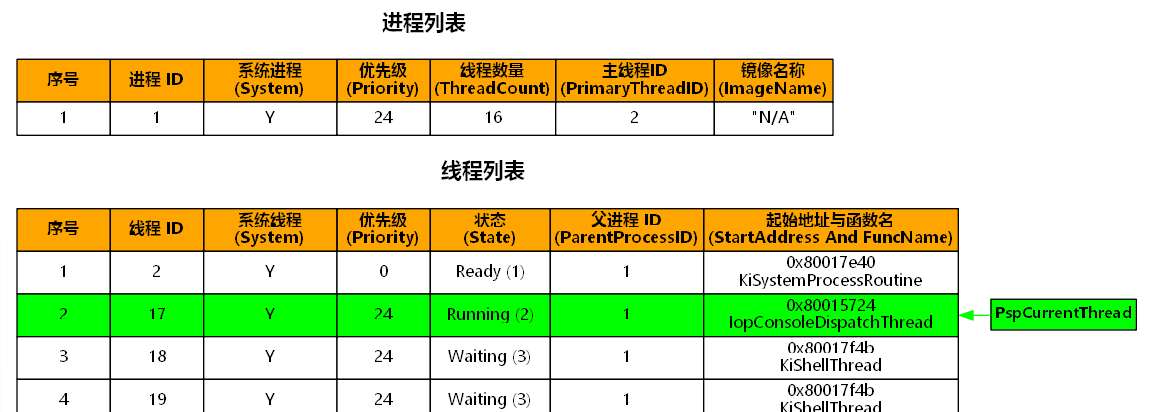 进程列表
序号 进程 ID 系统进程 (System) 优先级 (Priority) 线程数量 (ThreadCount) 主线程ID (PrimaryThreadID) 镜像名称 (ImageName)
1 1 Y 24 16 2 "N/A"
线程列表
序号 线程 ID 系统线程 (System) 优先级 (Priority) 状态 (State) 父进程 ID (ParentProcessID) 起始地址与函数名 (StartAddress And FuncName)
1 2 Y 0 Ready (1) 1 0x80017e40 KiSystemProcessRoutine
2 17 Y 24 Running (2) 1 0x80015724 IopConsoleDispatchThread PspCurrentThread
3 18 Y 24 Waiting (3) 1 0x80017f4b KiShellThread
4 19 Y 24 Waiting (3) 1 0x80017f4b KiShellThread